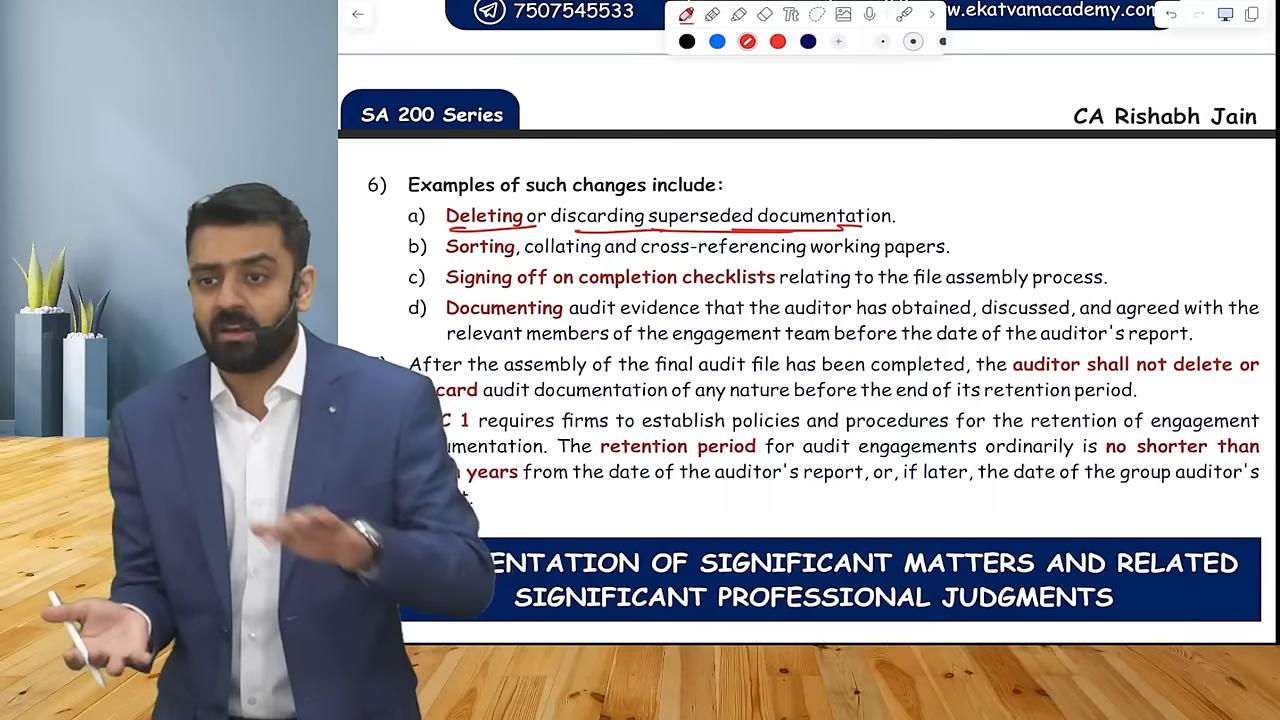 7507545533
w.ekatvamacademy.com
SA 200 Series
CA Rishabh Jain
6) Examples of such changes include:
a) Deleting or discarding superseded documentation.
b) Sorting, collating and cross-referencing working papers.
c) Signing off on completion checklists relating to the file assembly process.
d) Documenting audit evidence that the auditor has obtained, discussed, and agreed with the
relevant members of the engagement team before the date of the auditor's report.
After the assembly of the final audit file has been completed, the auditor shall not delete or
card audit documentation of any nature before the end of its retention period.
C 1 requires firms to establish policies and procedures for the retention of engagement
umentation. The retention period for audit engagements ordinarily is no shorter than
years from the date of the auditor's report, or, if later, the date of the group auditor's
ENTATION OF SIGNIFICANT MATTERS AND RELATED
SIGNIFICANT PROFESSIONAL JUDGMENTS